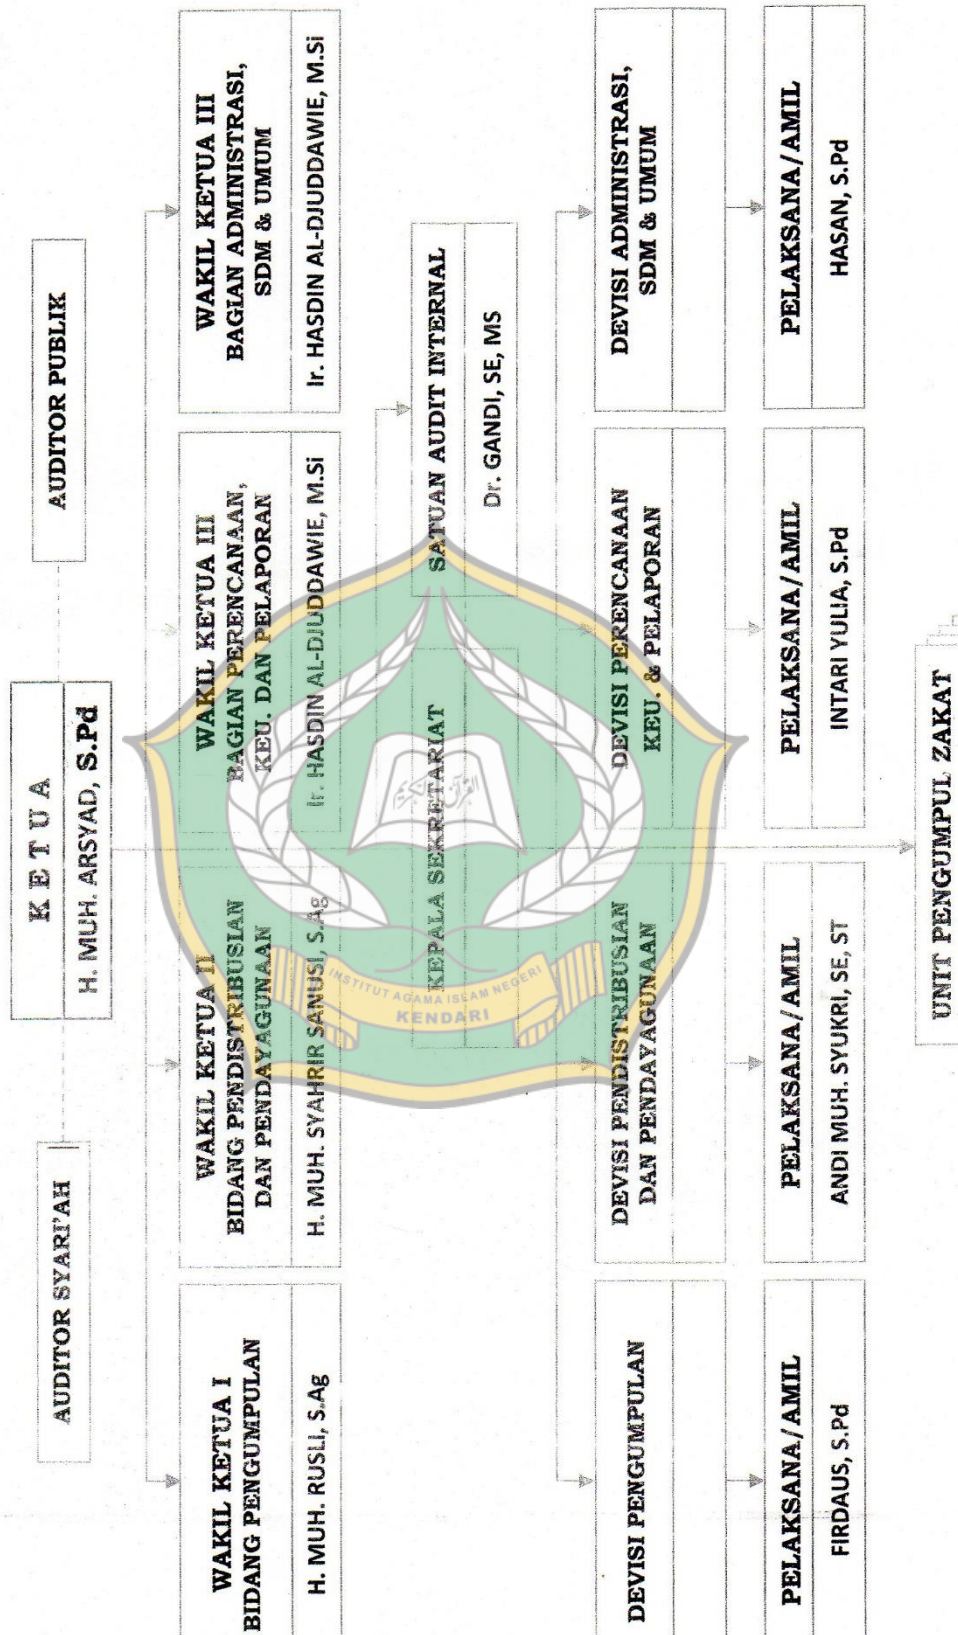 K E T U A
H. MUH. ARSYAD, S.Pd
AUDITOR SYARI'AH
AUDITOR PUBLIK
WAKIL KETUA I
BIDANG PENGUMPULAN
H. MUH. RUSLI, S.Ag
WAKIL KETUA II
BIDANG PENDISTRIBUSIAN
DAN PENDAYAGUNAAN
H. MUH. SYAHRIR SANUSI, S.Ag
WAKIL KETUA III
BAGIAN PERENCANAAN,
KEU. DAN PELAPORAN
Ir. HASDIN AL-DJUDDAWIE, M.Si
WAKIL KETUA III
BAGIAN ADMINISTRASI,
SDM & UMUM
Ir. HASDIN AL-DJUDDAWIE, M.Si
KEPALA SEKRETARIAT
SATUAN AUDIT INTERNAL
Dr. GANDI, SE, MS
DEVISI PENGUMPULAN
DEVISI PENDISTRIBUSIAN
DAN PENDAYAGUNAAN
DEVISI PERENCANAAN
KEU. & PELAPORAN
DEVISI ADMINISTRASI,
SDM & UMUM
PELAKSANA/AMIL
FIRDAUS, S.Pd
PELAKSANA/AMIL
ANDI MUH. SYUKRI, SE, ST
PELAKSANA/AMIL
INTARI YULIA, S.Pd
PELAKSANA/AMIL
HASAN, S.Pd
UNIT PENGUMPUL ZAKAT
القرآن الكريم
INSTITUT AGAMA ISLAM NEGERI
KENDARI